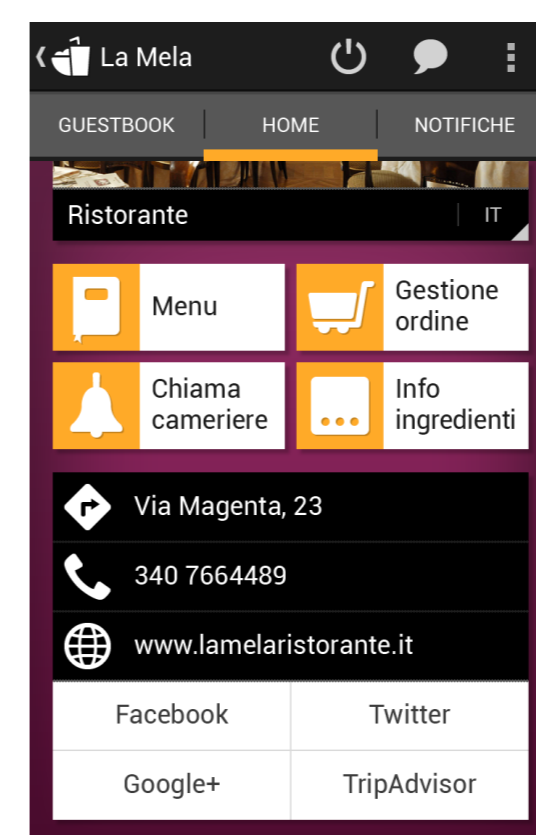 La Mela
GUESTBOOK HOME NOTIFICHE
Ristorante IT
Menu
Gestione
ordine
Chiama
cameriere
Info
ingredienti
Via Magenta, 23
340 7664489
www.lamelaristorante.it
Facebook Twitter
Google+ TripAdvisor